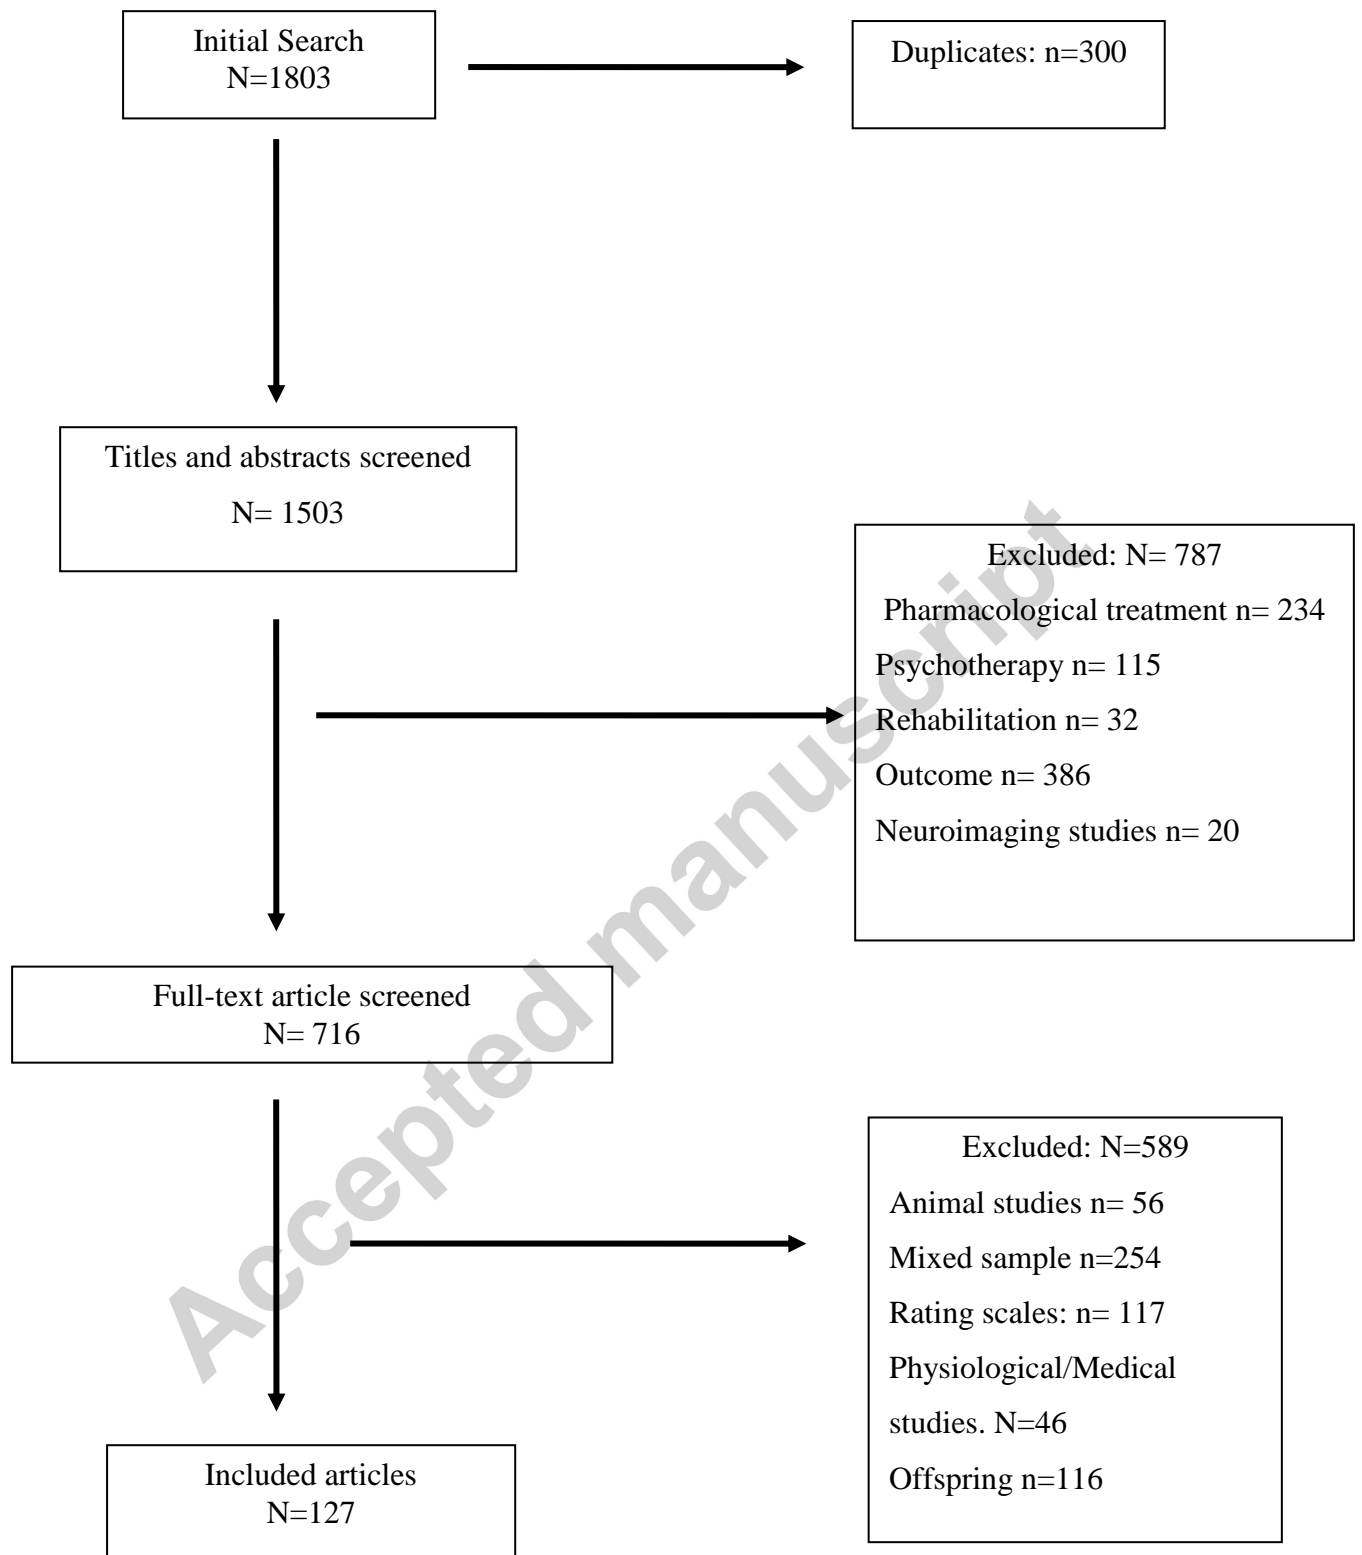 Initial Search
N=1803
Duplicates: n=300
Titles and abstracts screened
N= 1503
Excluded: N= 787
Pharmacological treatment n= 234
Psychotherapy n= 115
Rehabilitation n= 32
Outcome n= 386
Neuroimaging studies n= 20
Full-text article screened
N= 716
Excluded: N=589
Animal studies n= 56
Mixed sample n=254
Rating scales: n= 117
Physiological/Medical
studies. N=46
Offspring n=116
Included articles
N=127
Accepted manuscript